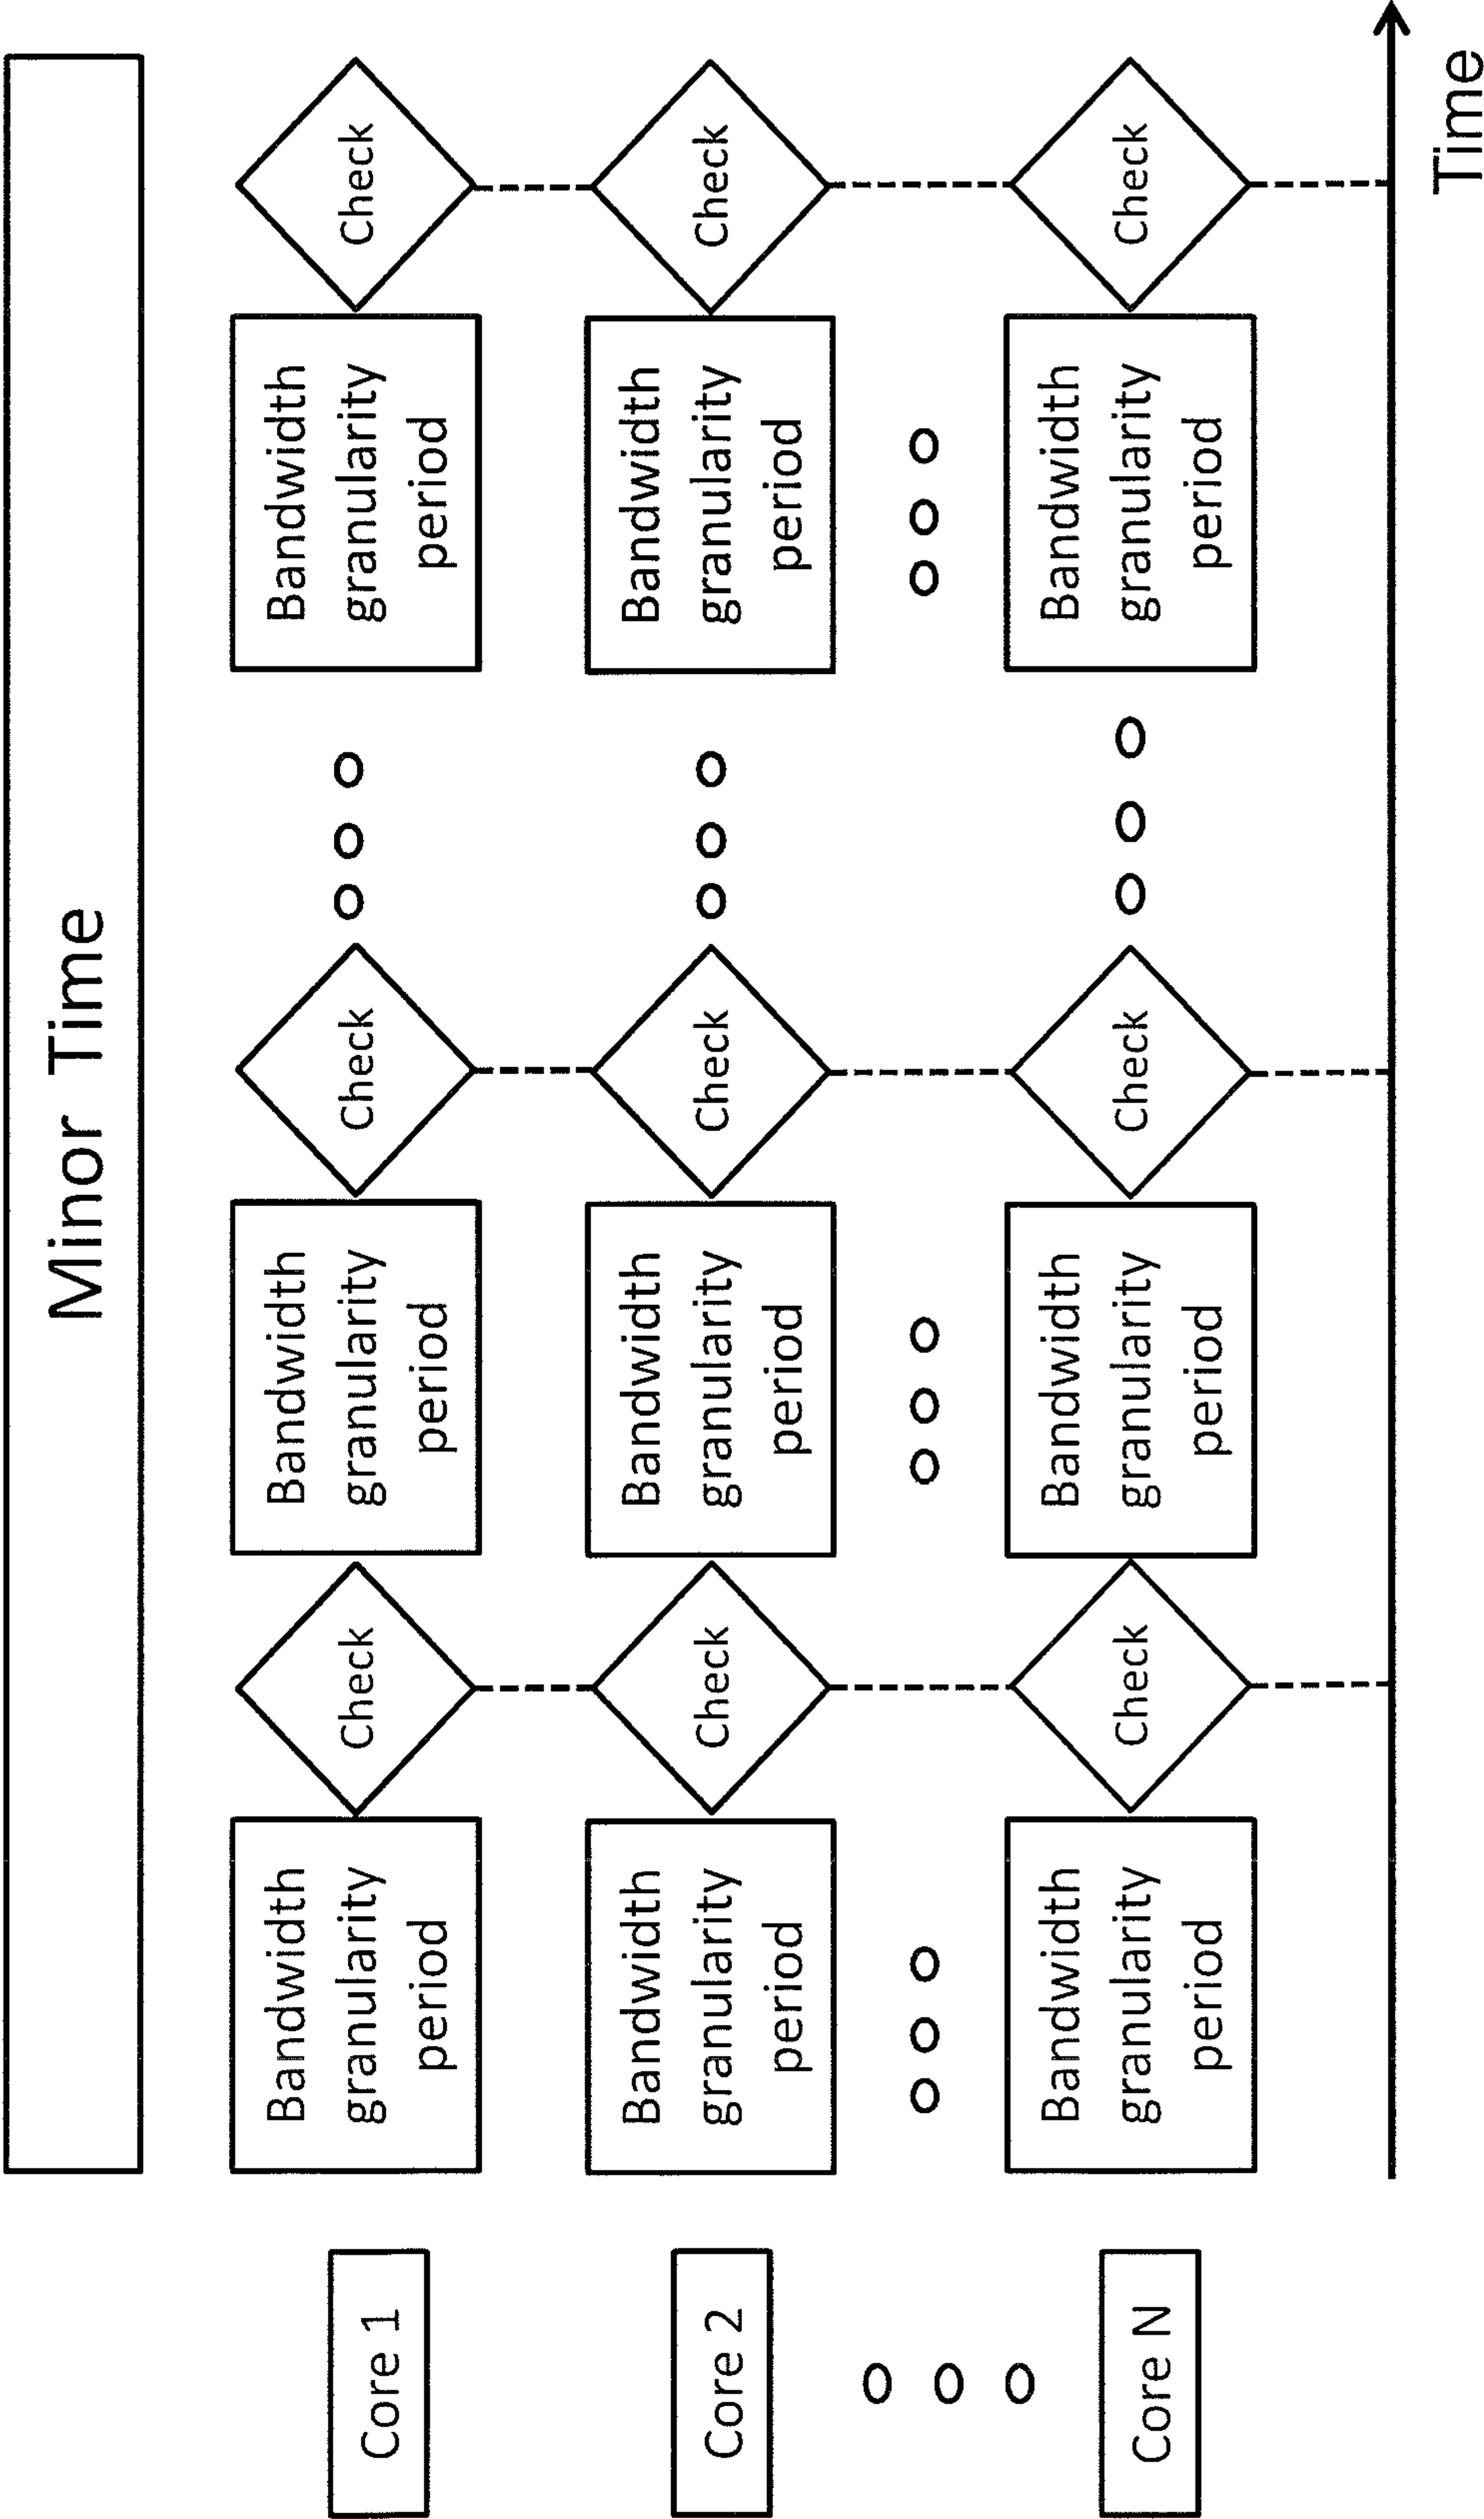 Minor Time
Core 1
Bandwidth
granularity
period
Check
Bandwidth
granularity
period
Check
Bandwidth
granularity
period
Check
Core 2
Bandwidth
granularity
period
Check
Bandwidth
granularity
period
Check
Bandwidth
granularity
period
Check
Core N
Bandwidth
granularity
period
Check
Bandwidth
granularity
period
Check
Bandwidth
granularity
period
Check
Time